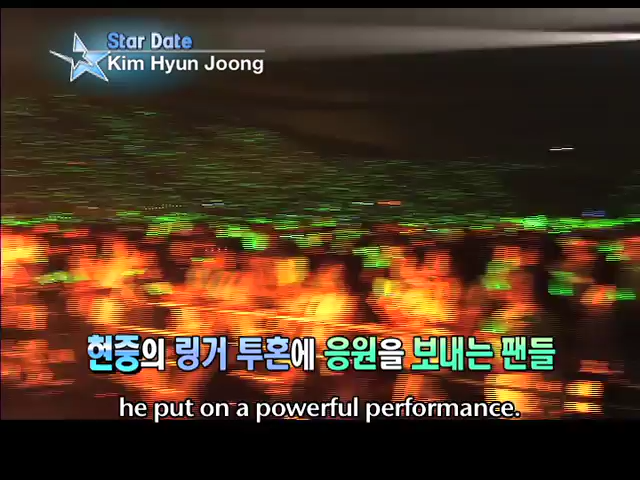 Star Date
Kim Hyun Joong
현중의 링거 투혼에 응원을 보내는 팬들
he put on a powerful performance.